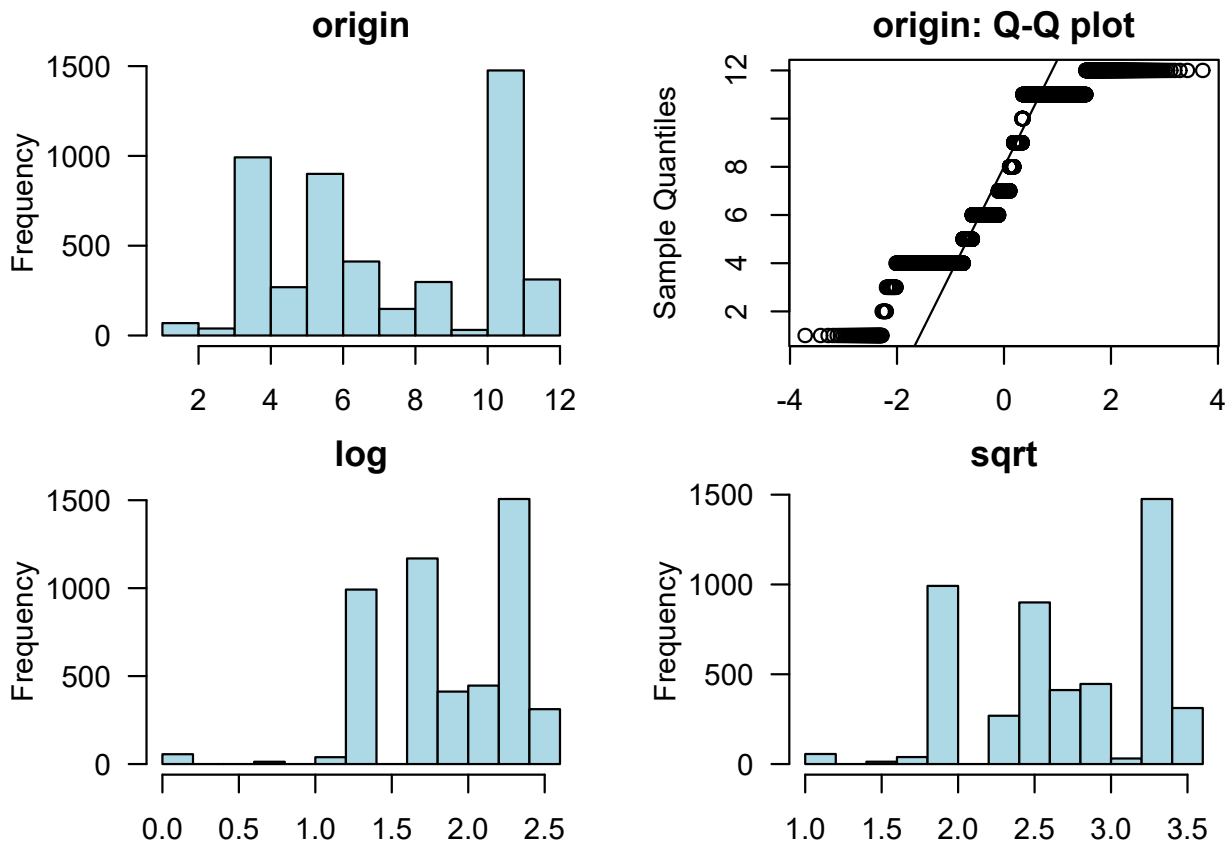 origin
Frequency
0 500 1000 1500
2 4 6 8 10 12
origin: Q-Q plot
Sample Quantiles
2 4 6 8 12
-4 -2 0 2 4
log
Frequency
0 500 1000 1500
0.0 0.5 1.0 1.5 2.0 2.5
sqrt
Frequency
0 500 1000 1500
1.0 1.5 2.0 2.5 3.0 3.5